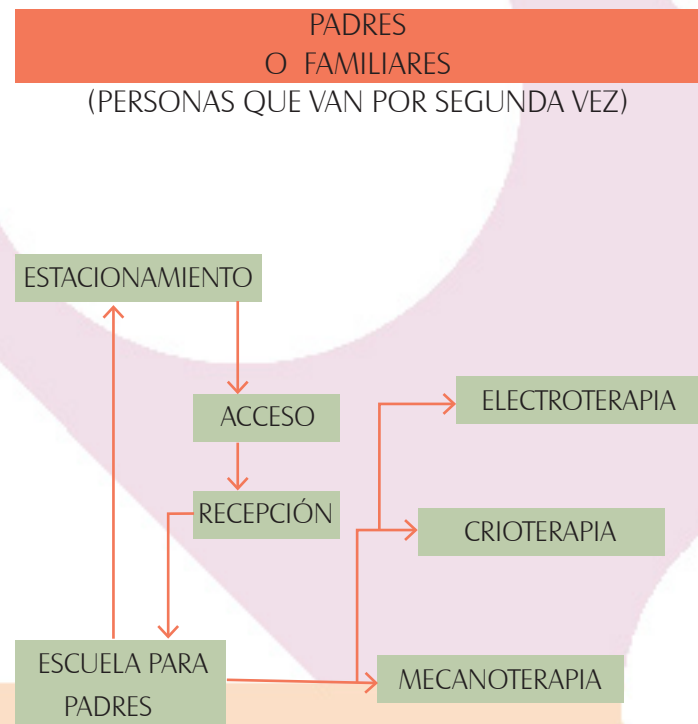 PADRES
O FAMILIARES
(PERSONAS QUE VAN POR SEGUNDA VEZ)
ESTACIONAMIENTO
ACCESO
ELECTROTERAPIA
RECEPCIÓN
CRIOTERAPIA
ESCUELA PARA
PADRES
MECANOTERAPIA